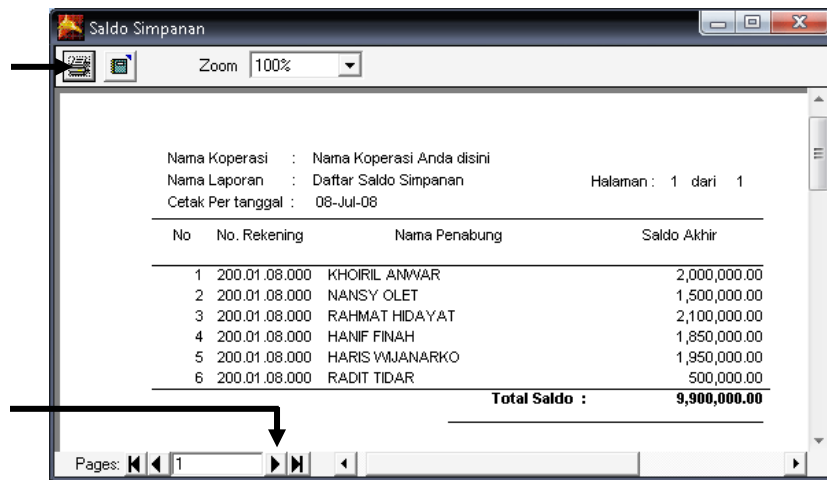 Saldo Simpanan
Zoom 100%
Nama Koperasi : Nama Koperasi Anda disini
Nama Laporan : Daftar Saldo Simpanan Halaman : 1 dari 1
Cetak Per tanggal : 08-Jul-08
No No. Rekening Nama Penabung Saldo Akhir
1 200.01.08.000 KHOIRIL ANWAR 2,000,000.00
2 200.01.08.000 NANSY OLET 1,500,000.00
3 200.01.08.000 RAHMAT HIDAYAT 2,100,000.00
4 200.01.08.000 HANIF FINAH 1,850,000.00
5 200.01.08.000 HARIS WIJANARKO 1,950,000.00
6 200.01.08.000 RADIT TIDAR 500,000.00
Total Saldo : 9,900,000.00
Pages: 1